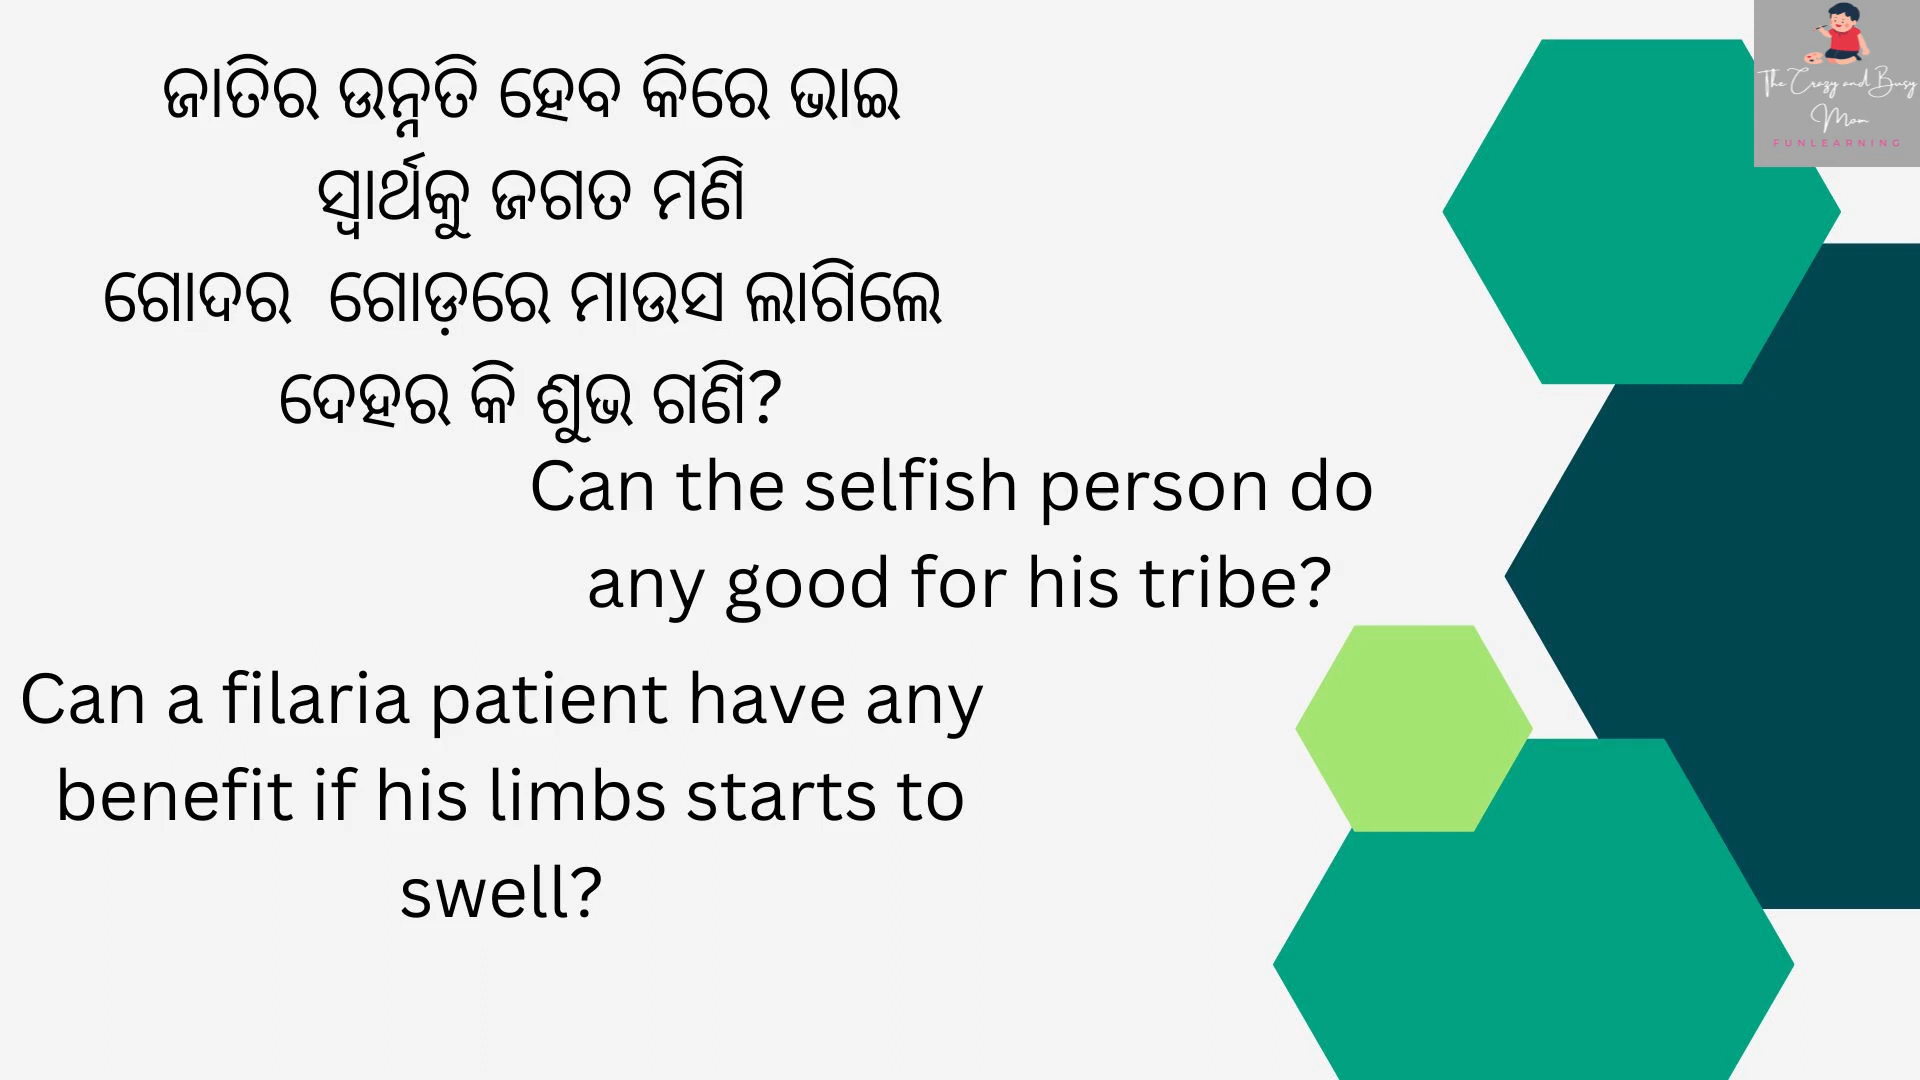 ଜାତିର ଉନ୍ନତି ହେବ କିରେ ଭାଇ
ସ୍ୱାର୍ଥକୁ ଜଗତ ମଣି
ଗୋଦର ଗୋଡ଼ରେ ମାଉସ ଲାଗିଲେ
ଦେହର କି ଶୁଭ ଗଣି?
Can the selfish person do
any good for his tribe?
Can a filaria patient have any
benefit if his limbs starts to
swell?
The Crazy and Busy
Mom
FUNLEARNING